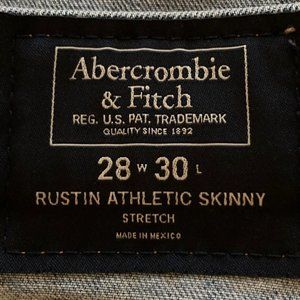 Abercrombie
& Fitch
REG. U.S. PAT. TRADEMARK
QUALITY SINCE 1892
28 W 30 L
RUSTIN ATHLETIC SKINNY
STRETCH
MADE IN MEXICO